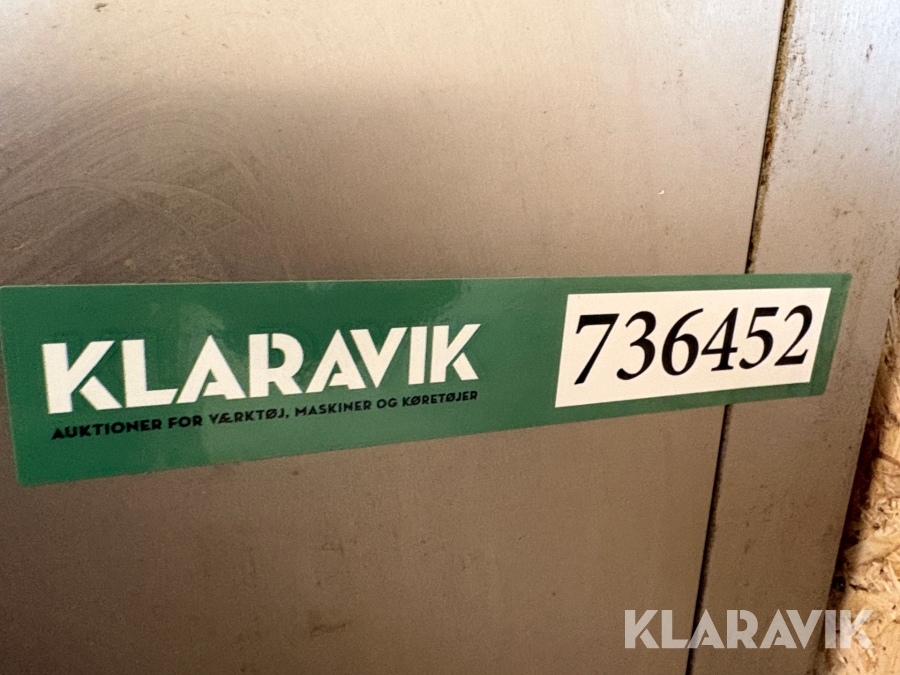 KLARAVIK
AUKTIONER FOR VÆRKTØJ, MASKINER OG KØRETØJER
736452
KLARAVIK